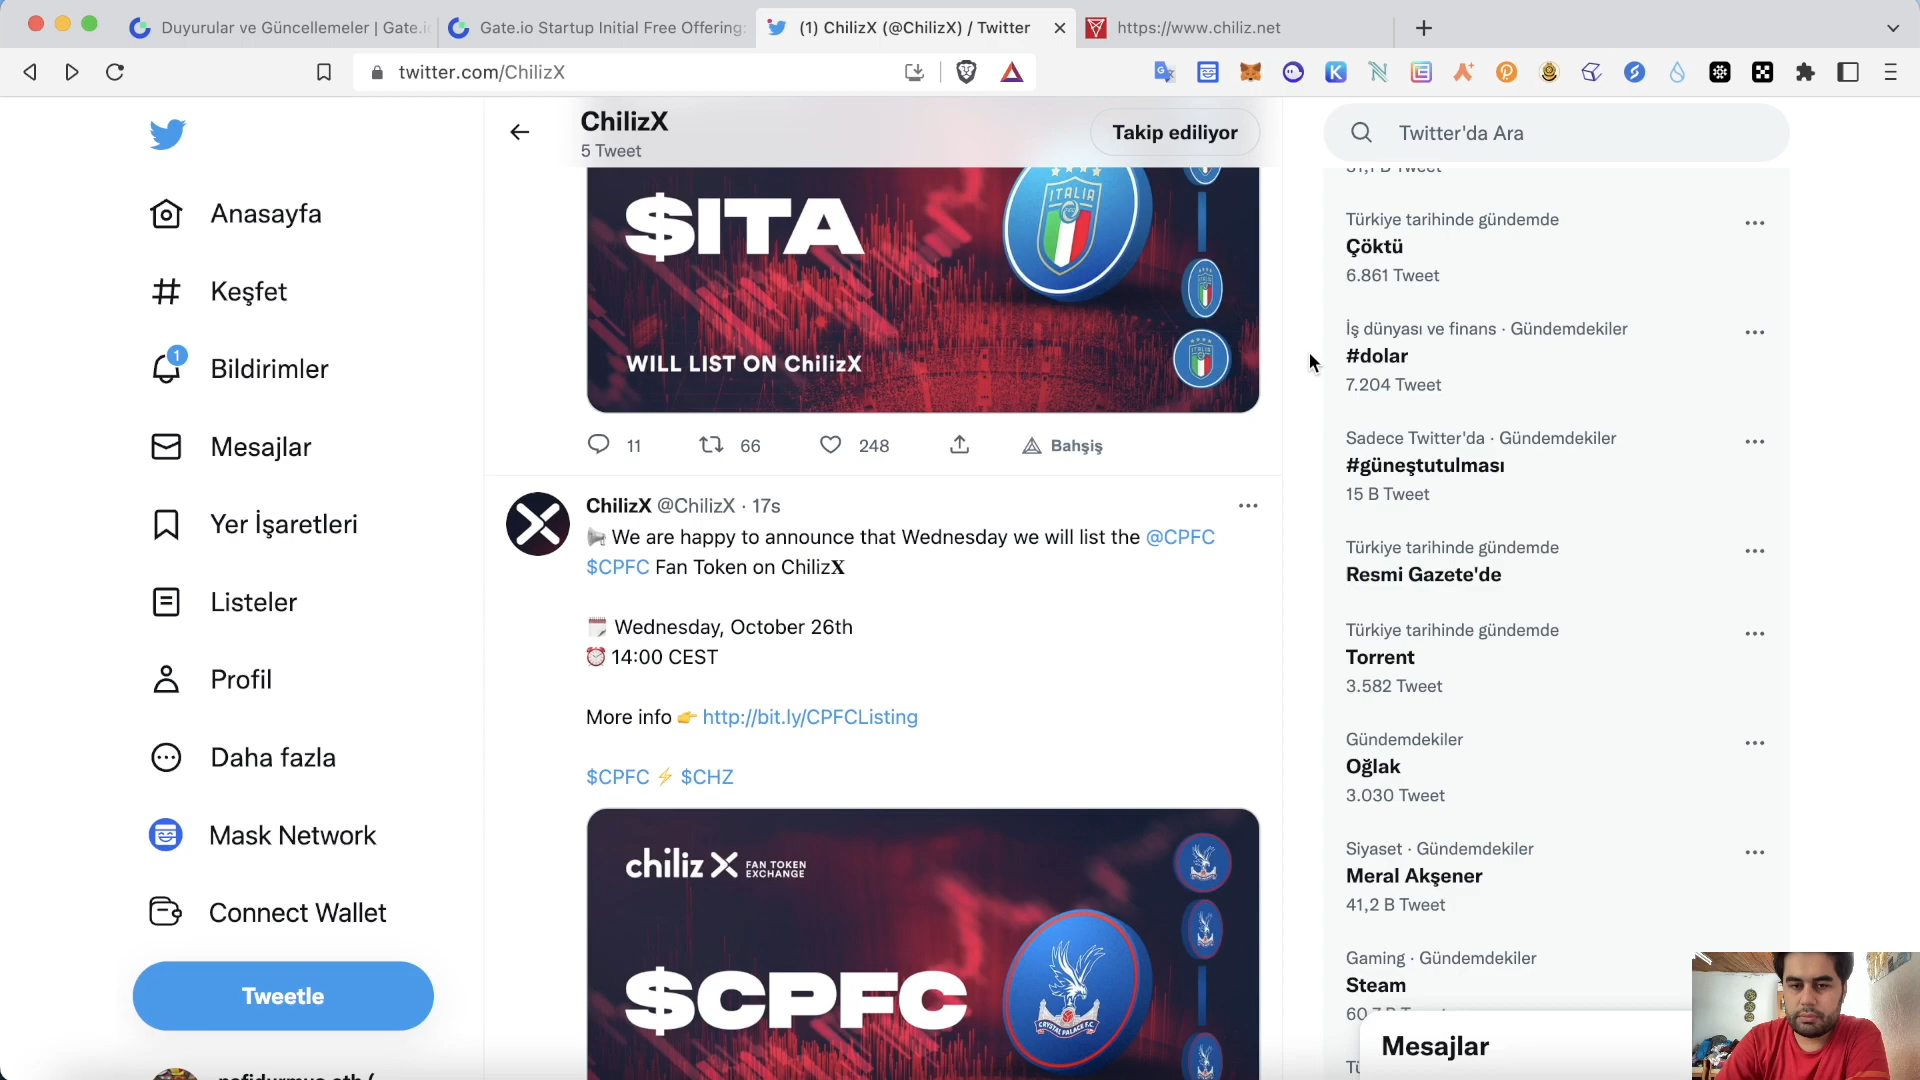 Duyurular ve Güncellemeler | Gate.i
Gate.io Startup Initial Free Offering:
(1) ChilizX (@ChilizX) / Twitter
https://www.chiliz.net
twitter.com/ChilizX
Anasayfa
Keşfet
1
Bildirimler
Mesajlar
Yer İşaretleri
Listeler
Profil
Daha fazla
Mask Network
Connect Wallet
Tweetle
ChilizX
5 Tweet
Takip ediliyor
$ITA
ITALIA
WILL LIST ON ChilizX
11
66
248
Bahşiş
ChilizX @ChilizX · 17s
We are happy to announce that Wednesday we will list the @CPFC
$CPFC Fan Token on ChilizX
Wednesday, October 26th
14:00 CEST
More info http://bit.ly/CPFCListing
$CPFC ⚡ $CHZ
chiliz X FAN TOKEN
EXCHANGE
$CPFC
CRYSTAL PALACE F.C.
Twitter'da Ara
Türkiye tarihinde gündemde
Çöktü
6.861 Tweet
İş dünyası ve finans · Gündemdekiler
#dolar
7.204 Tweet
Sadece Twitter'da · Gündemdekiler
#güneştutulması
15 B Tweet
Türkiye tarihinde gündemde
Resmi Gazete'de
Türkiye tarihinde gündemde
Torrent
3.582 Tweet
Gündemdekiler
Oğlak
3.030 Tweet
Siyaset · Gündemdekiler
Meral Akşener
41,2 B Tweet
Gaming · Gündemdekiler
Steam
Mesajlar